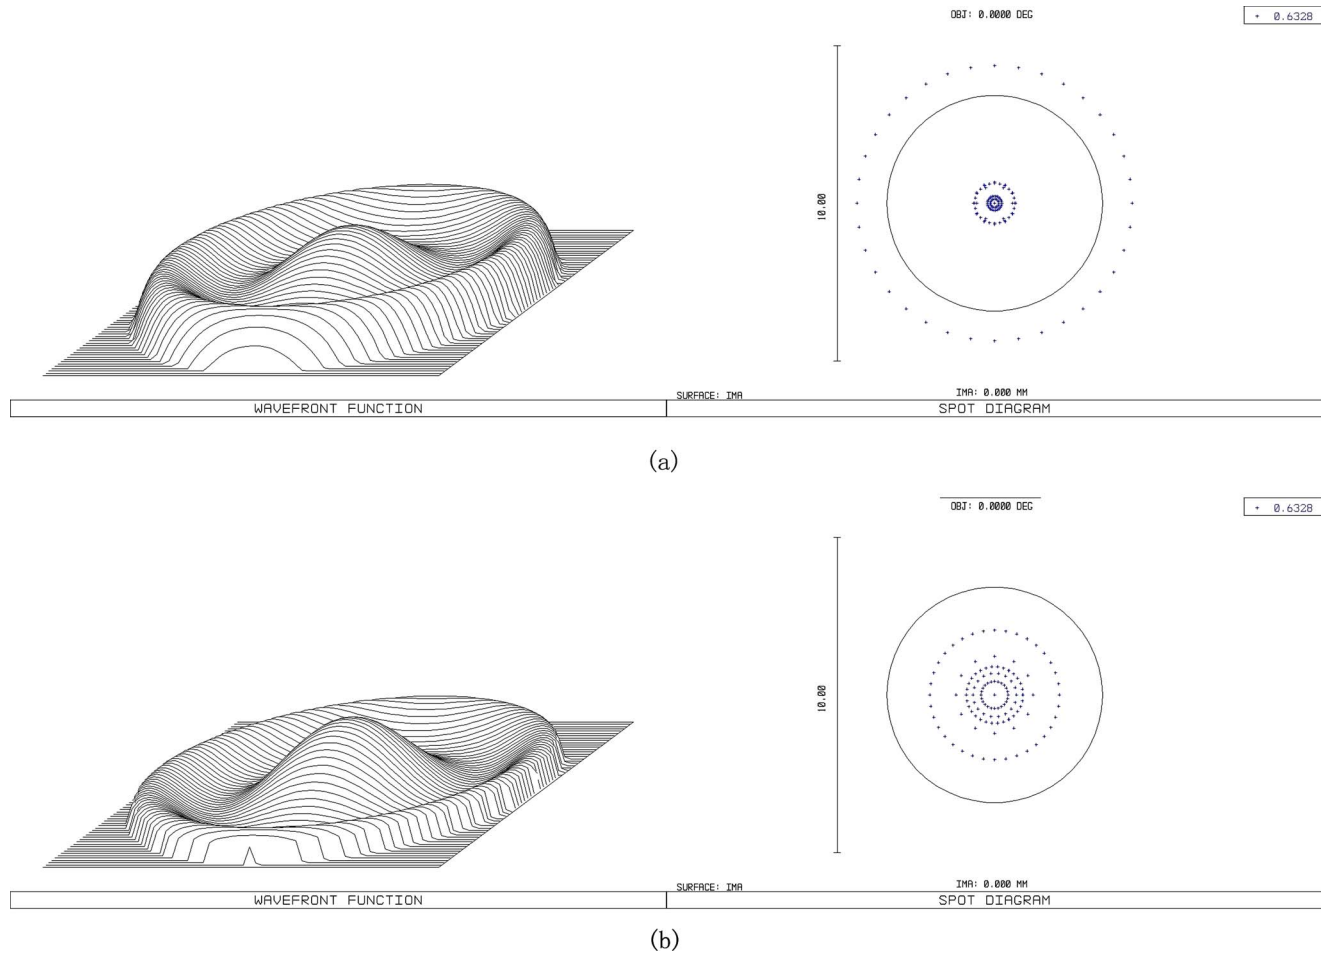 OBJ: 0.0000 DEG
+ 0.6328
10.00
SURFACE: IMA
IMA: 0.000 MM
WAVEFRONT FUNCTION
SPOT DIAGRAM
(a)
OBJ: 0.0000 DEG
+ 0.6328
10.00
SURFACE: IMA
IMA: 0.000 MM
WAVEFRONT FUNCTION
SPOT DIAGRAM
(b)